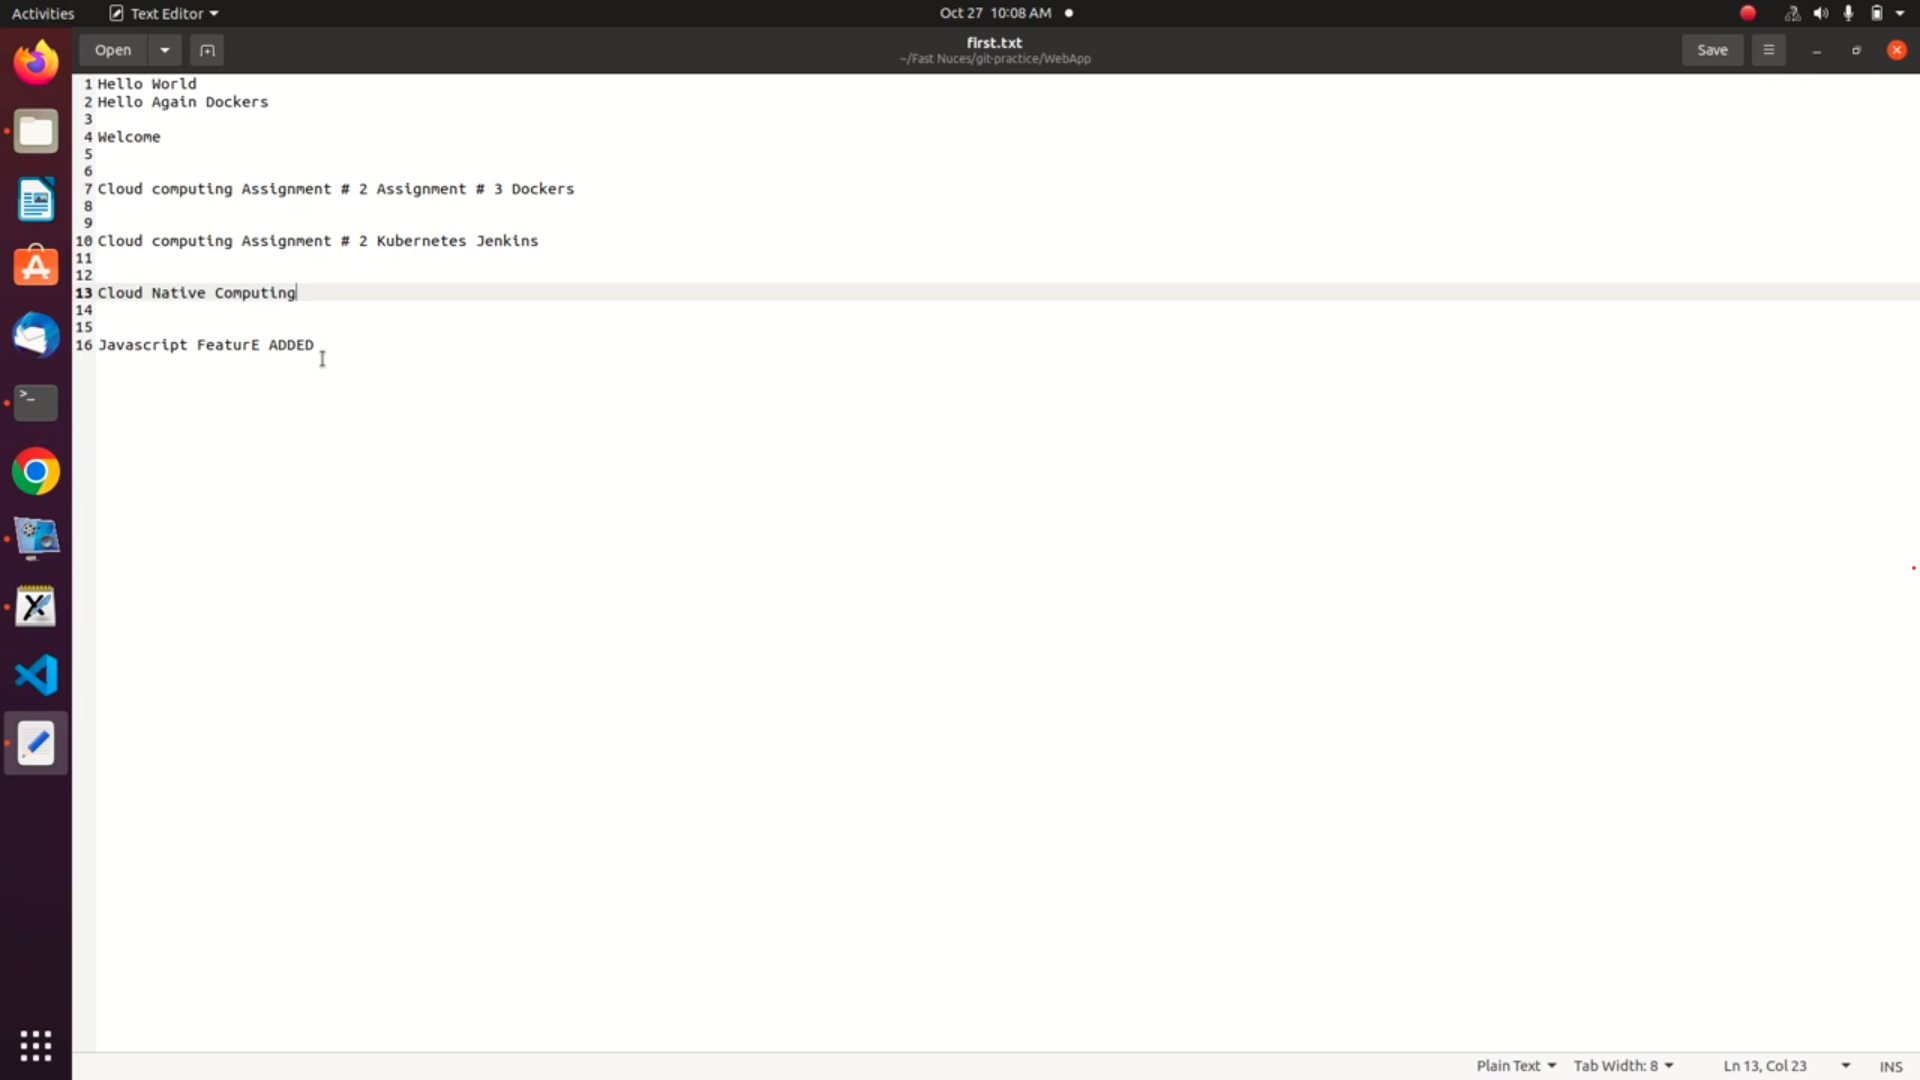 Activities Text Editor Oct 27 10:08 AM
Open first.txt Save
~/Fast Nuces/git-practice/WebApp
1 Hello World
2 Hello Again Dockers
3
4 Welcome
5
6
7 Cloud computing Assignment # 2 Assignment # 3 Dockers
8
9
10 Cloud computing Assignment # 2 Kubernetes Jenkins
11
12
13 Cloud Native Computing
14
15
16 Javascript FeaturE ADDED
Plain Text Tab Width: 8 Ln 13, Col 23 INS